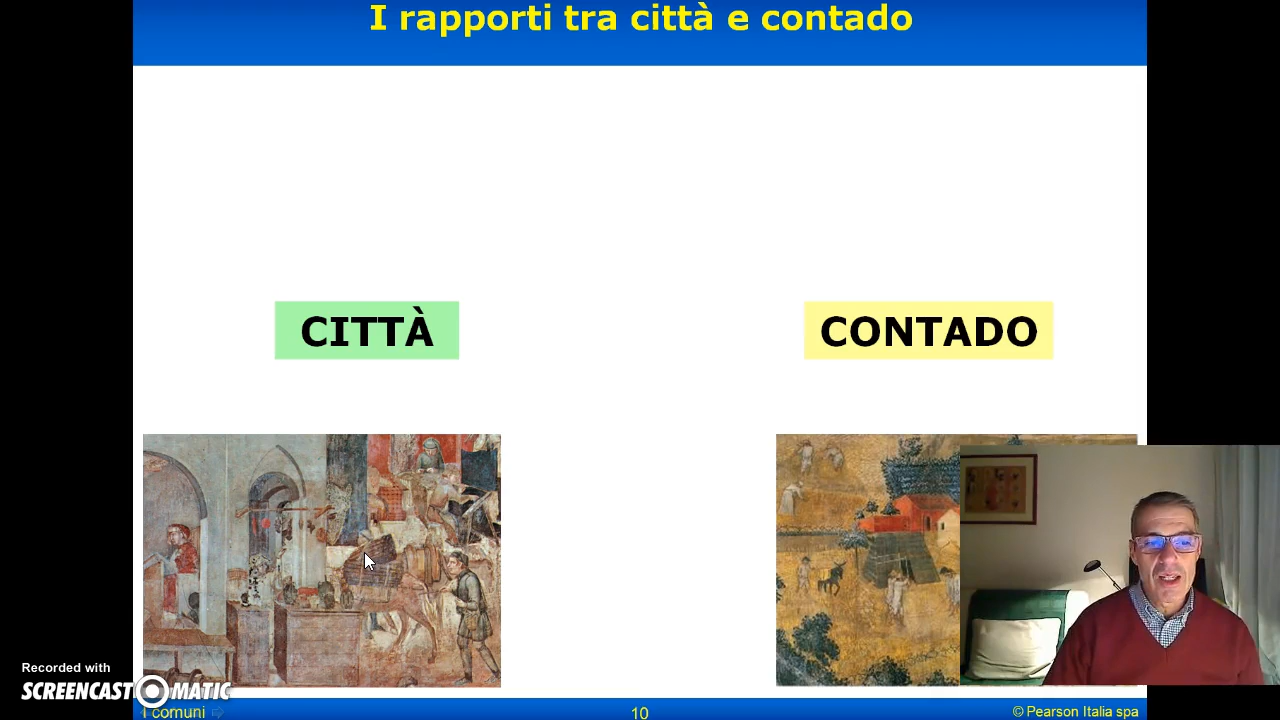 I rapporti tra città e contado
CITTÀ
CONTADO
Recorded with
SCREENCAST-O-MATIC
I comuni
10
© Pearson Italia spa